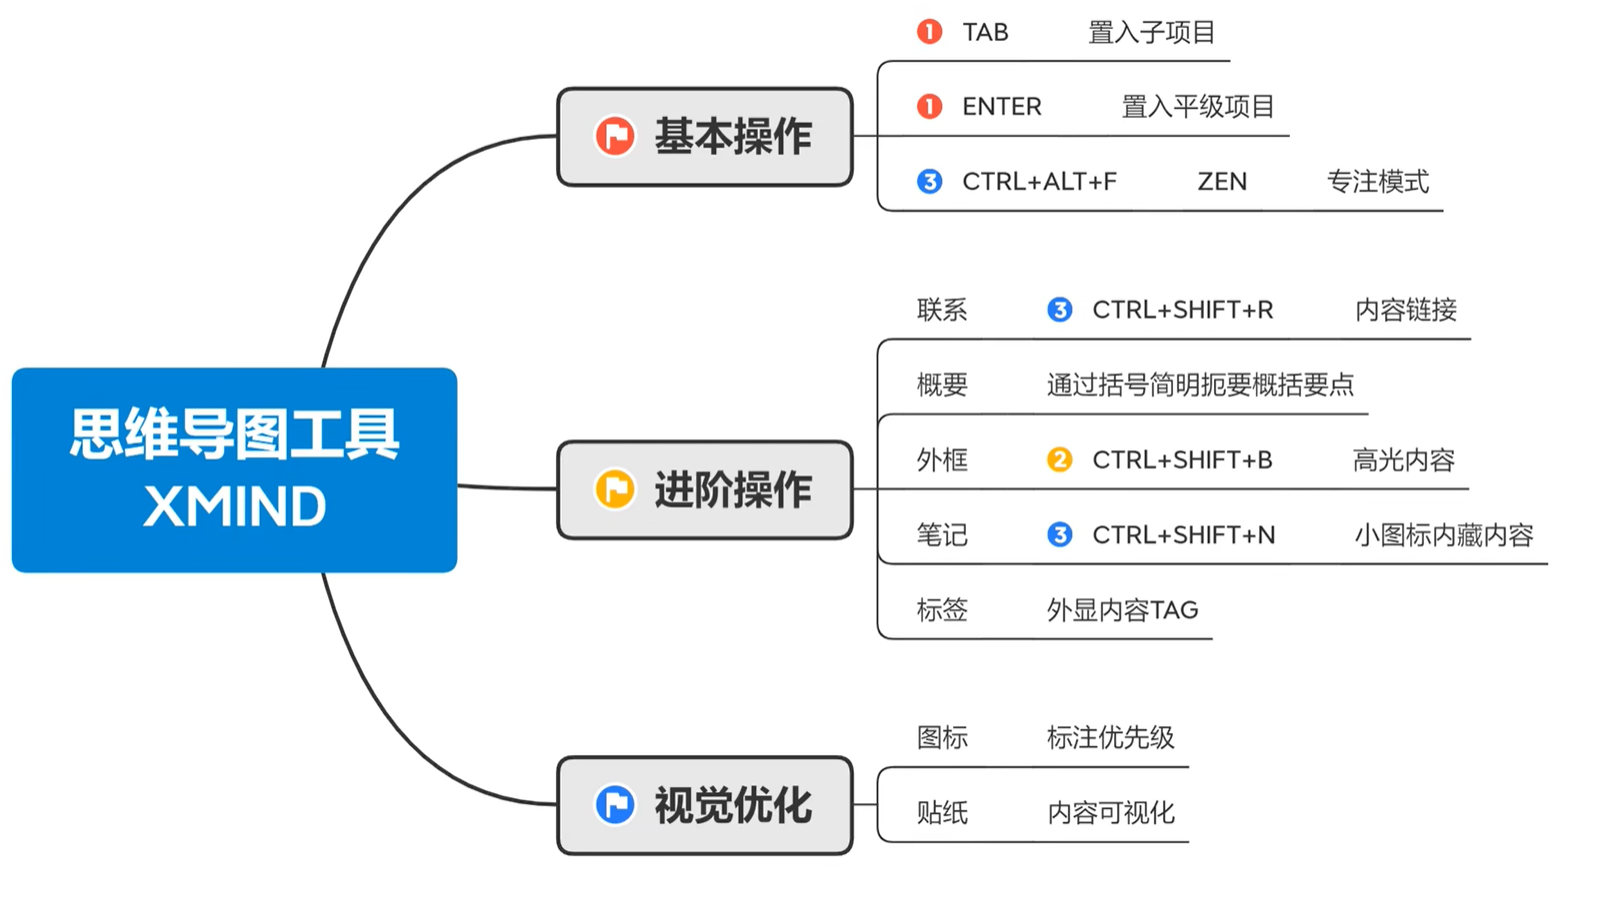 思维导图工具
XMIND
基本操作
1 TAB 置入子项目
1 ENTER 置入平级项目
3 CTRL+ALT+F ZEN 专注模式
进阶操作
联系 3 CTRL+SHIFT+R 内容链接
概要 通过括号简明扼要概括要点
外框 2 CTRL+SHIFT+B 高光内容
笔记 3 CTRL+SHIFT+N 小图标内藏内容
标签 外显内容TAG
视觉优化
图标 标注优先级
贴纸 内容可视化